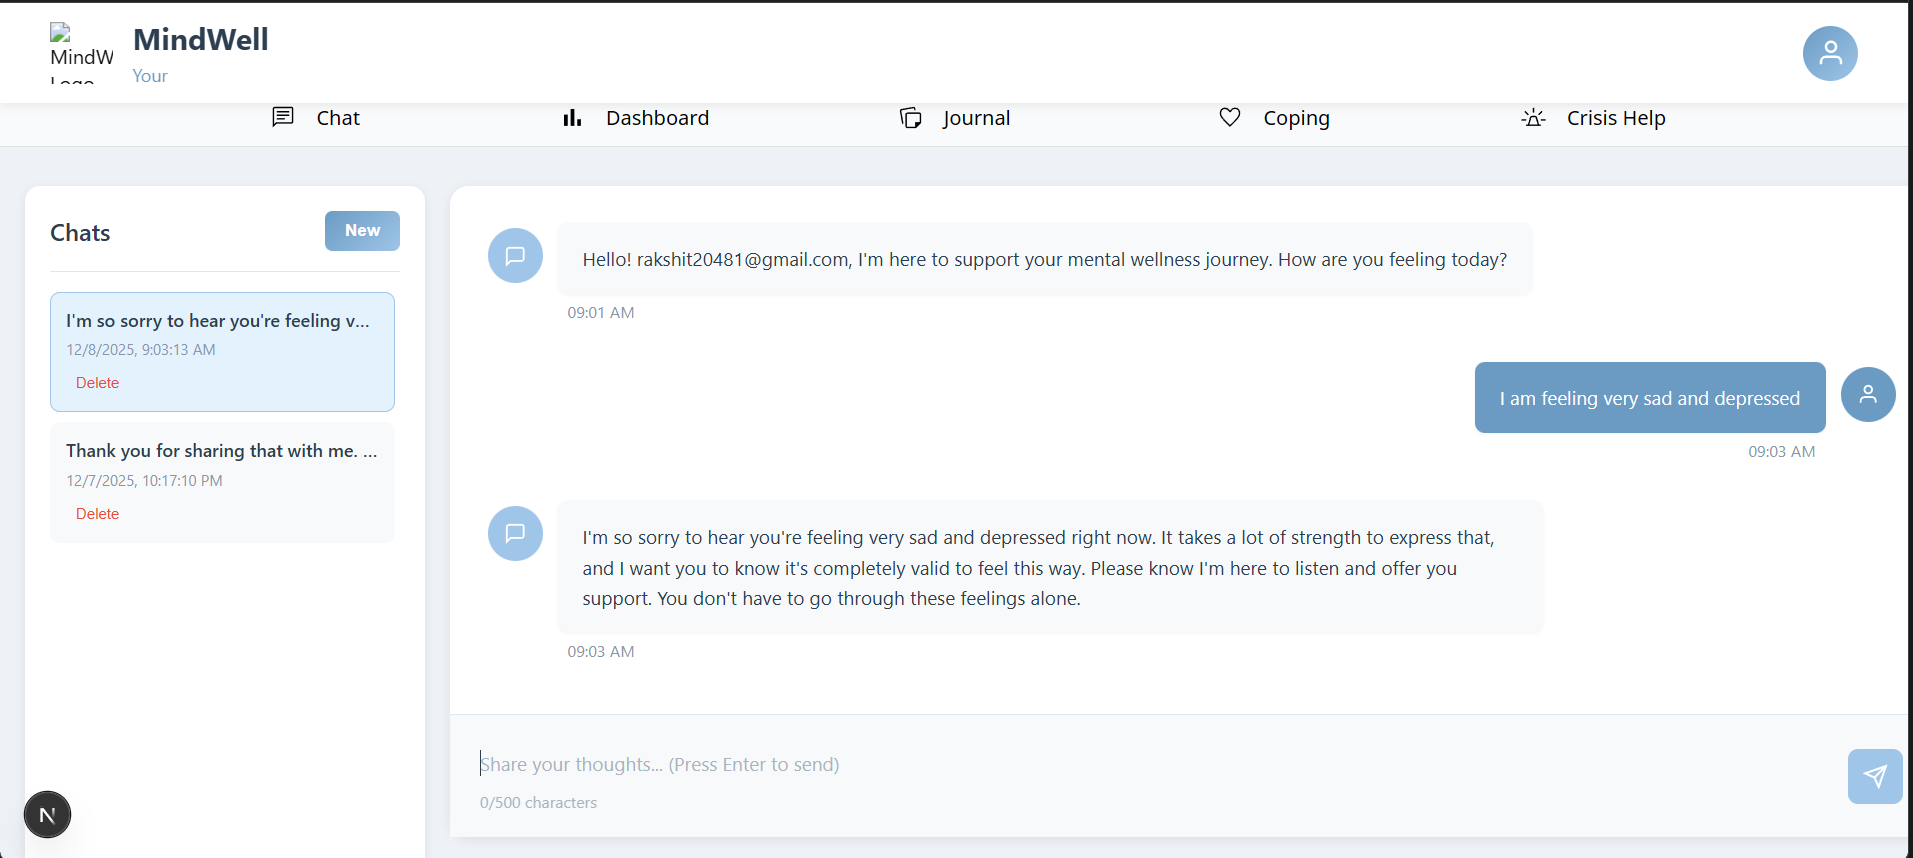 MindW
Logo
MindWell
Your
Chat
Dashboard
Journal
Coping
Crisis Help
Chats
New
I'm so sorry to hear you're feeling v...
12/8/2025, 9:03:13 AM
Delete
Thank you for sharing that with me. ...
12/7/2025, 10:17:10 PM
Delete
Hello! rakshit20481@gmail.com, I'm here to support your mental wellness journey. How are you feeling today?
09:01 AM
I am feeling very sad and depressed
09:03 AM
I'm so sorry to hear you're feeling very sad and depressed right now. It takes a lot of strength to express that,
and I want you to know it's completely valid to feel this way. Please know I'm here to listen and offer you
support. You don't have to go through these feelings alone.
09:03 AM
Share your thoughts... (Press Enter to send)
0/500 characters
N